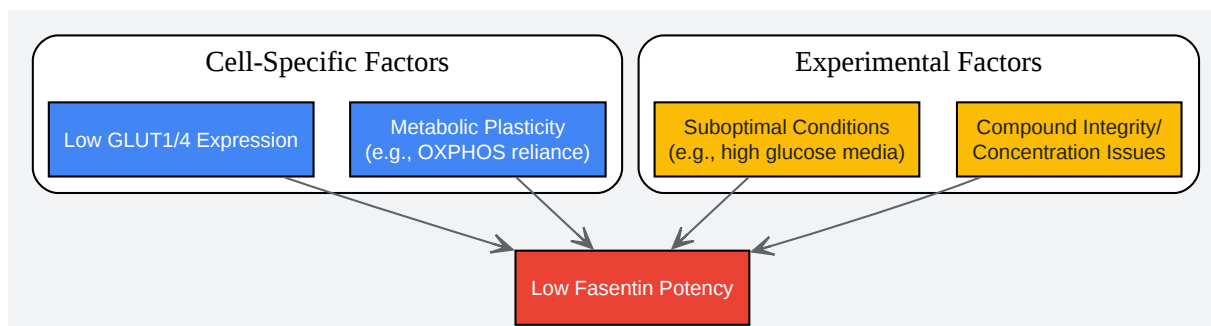 Cell-Specific Factors
Low GLUT1/4 Expression
Metabolic Plasticity
(e.g., OXPHOS reliance)
Experimental Factors
Suboptimal Conditions
(e.g., high glucose media)
Compound Integrity/
Concentration Issues
Low Fasentin Potency